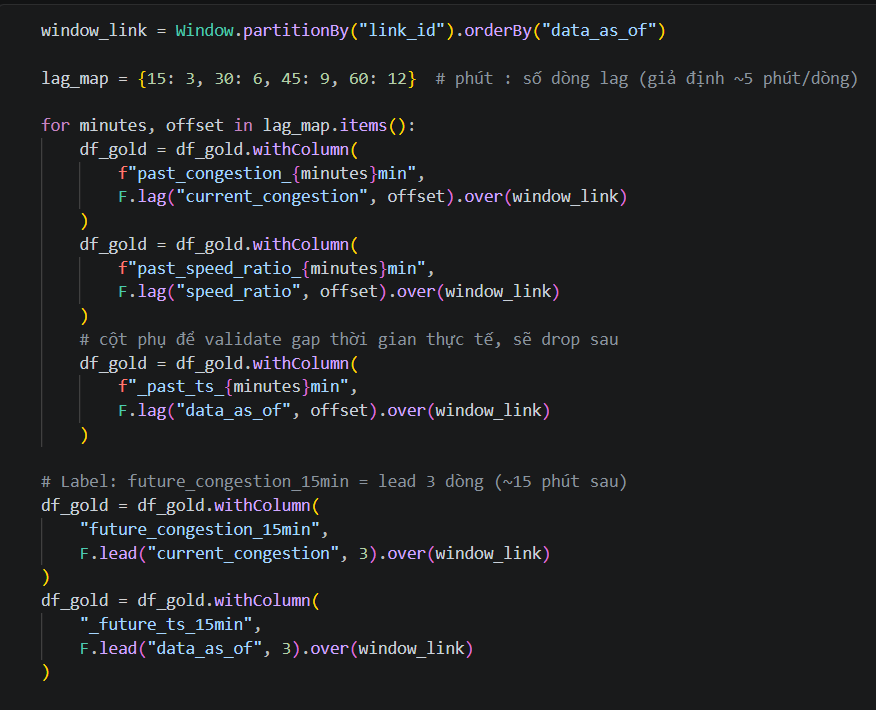 window_link = Window.partitionBy("link_id").orderBy("data_as_of")
lag_map = {15: 3, 30: 6, 45: 9, 60: 12}  # phút : số dòng lag (giả định ~5 phút/dòng)
for minutes, offset in lag_map.items():
    df_gold = df_gold.withColumn(
        f"past_congestion_{minutes}min",
        F.lag("current_congestion", offset).over(window_link)
    )
    df_gold = df_gold.withColumn(
        f"past_speed_ratio_{minutes}min",
        F.lag("speed_ratio", offset).over(window_link)
    )
    # cột phụ để validate gap thời gian thực tế, sẽ drop sau
    df_gold = df_gold.withColumn(
        f"_past_ts_{minutes}min",
        F.lag("data_as_of", offset).over(window_link)
    )
# Label: future_congestion_15min = lead 3 dòng (~15 phút sau)
df_gold = df_gold.withColumn(
    "future_congestion_15min",
    F.lead("current_congestion", 3).over(window_link)
)
df_gold = df_gold.withColumn(
    "_future_ts_15min",
    F.lead("data_as_of", 3).over(window_link)
)